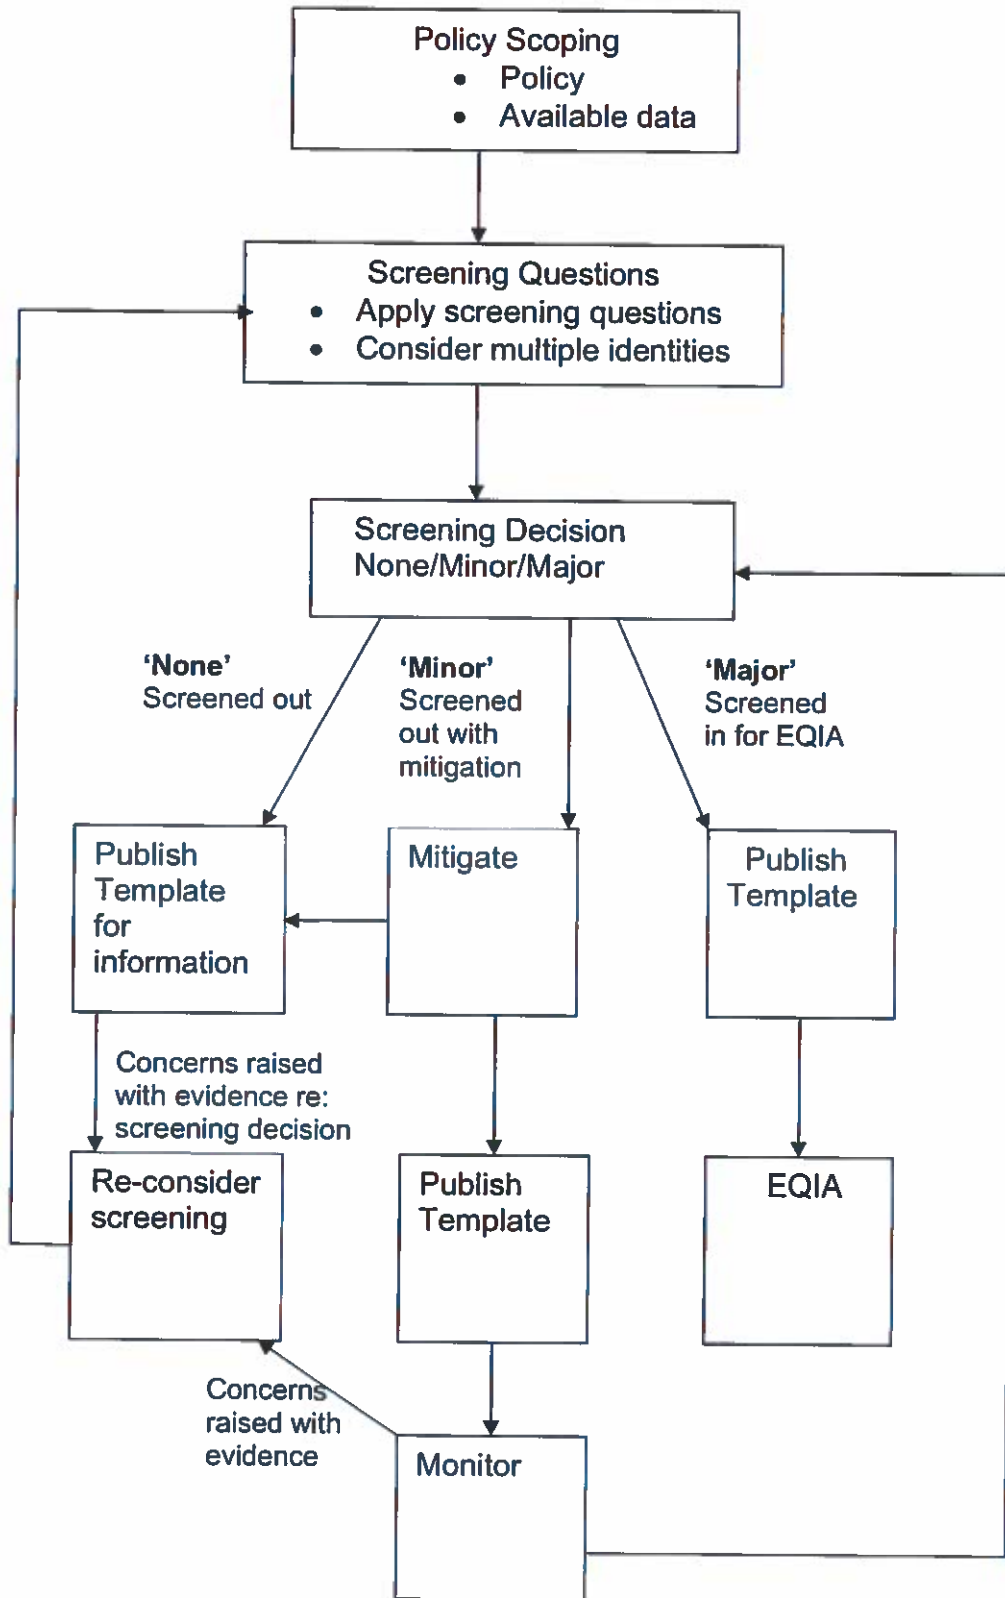 Policy Scoping
• Policy
• Available data
Screening Questions
• Apply screening questions
• Consider multiple identities
Screening Decision
None/Minor/Major
‘None’
Screened out
‘Minor’
Screened
out with
mitigation
‘Major’
Screened
in for EQIA
Publish
Template
for
information
Mitigate
Publish
Template
Concerns raised
with evidence re:
screening decision
Re-consider
screening
Publish
Template
EQIA
Concerns
raised with
evidence
Monitor